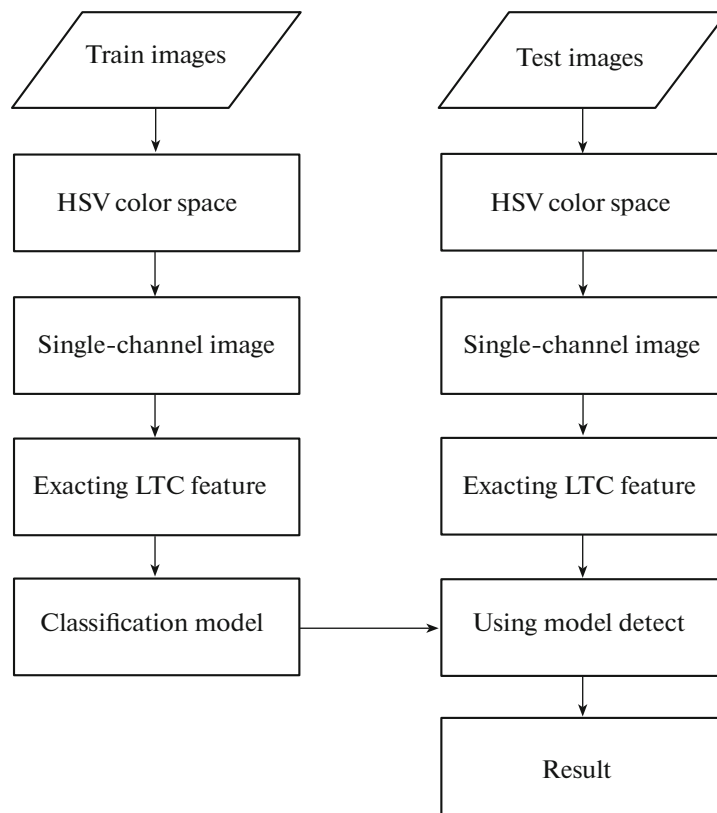 Train images
HSV color space
Single-channel image
Exacting LTC feature
Classification model
Test images
HSV color space
Single-channel image
Exacting LTC feature
Using model detect
Result